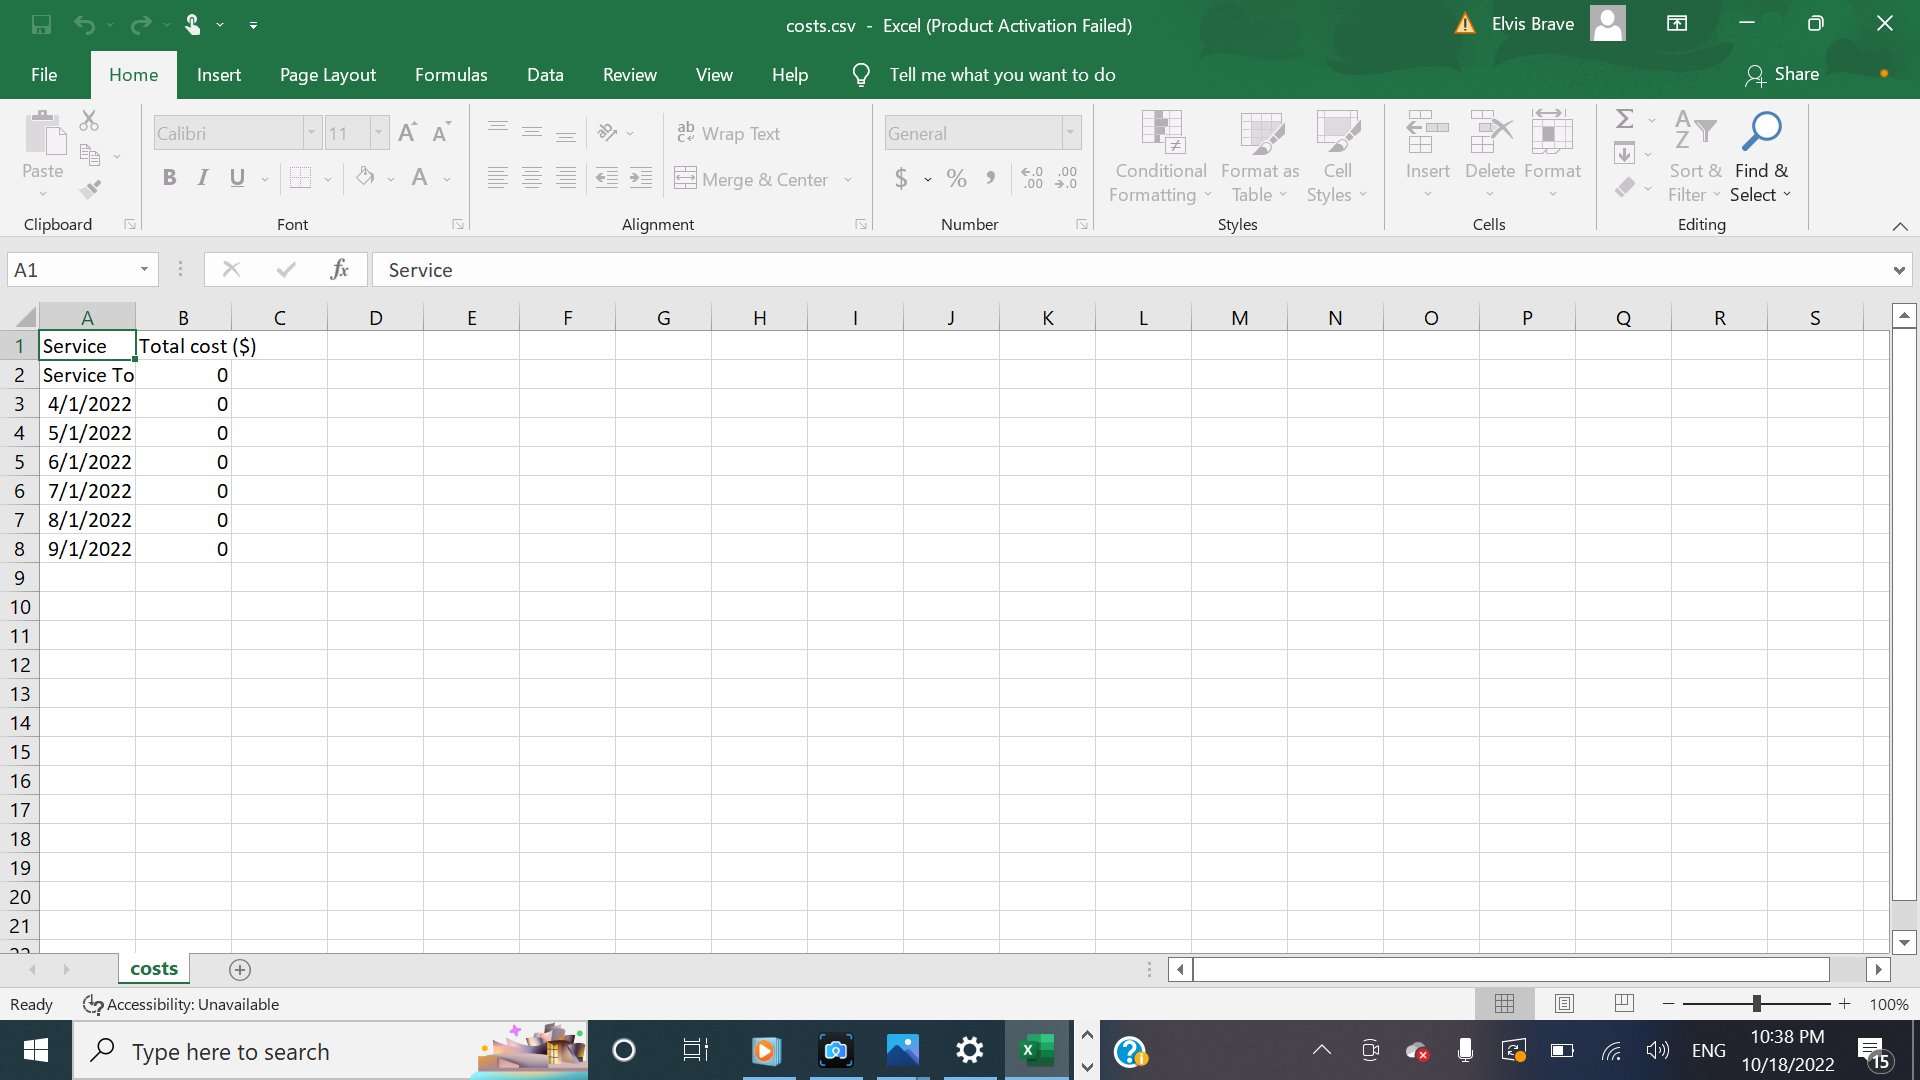 costs.csv - Excel (Product Activation Failed)
Elvis Brave
File Home Insert Page Layout Formulas Data Review View Help Tell me what you want to do Share
Paste
Clipboard
Calibri 11
B I U
Font
ab Wrap Text
Merge & Center
Alignment
General
$ % ,
Number
Conditional Formatting
Format as Table
Cell Styles
Styles
Insert Delete Format
Cells
Sort & Filter
Find & Select
Editing
A1 fx Service
A B C D E F G H I J K L M N O P Q R S
1 Service Total cost ($)
2 Service To 0
3 4/1/2022 0
4 5/1/2022 0
5 6/1/2022 0
6 7/1/2022 0
7 8/1/2022 0
8 9/1/2022 0
9
10
11
12
13
14
15
16
17
18
19
20
21
costs
Ready Accessibility: Unavailable 100%
Type here to search
ENG
10:38 PM
10/18/2022
15